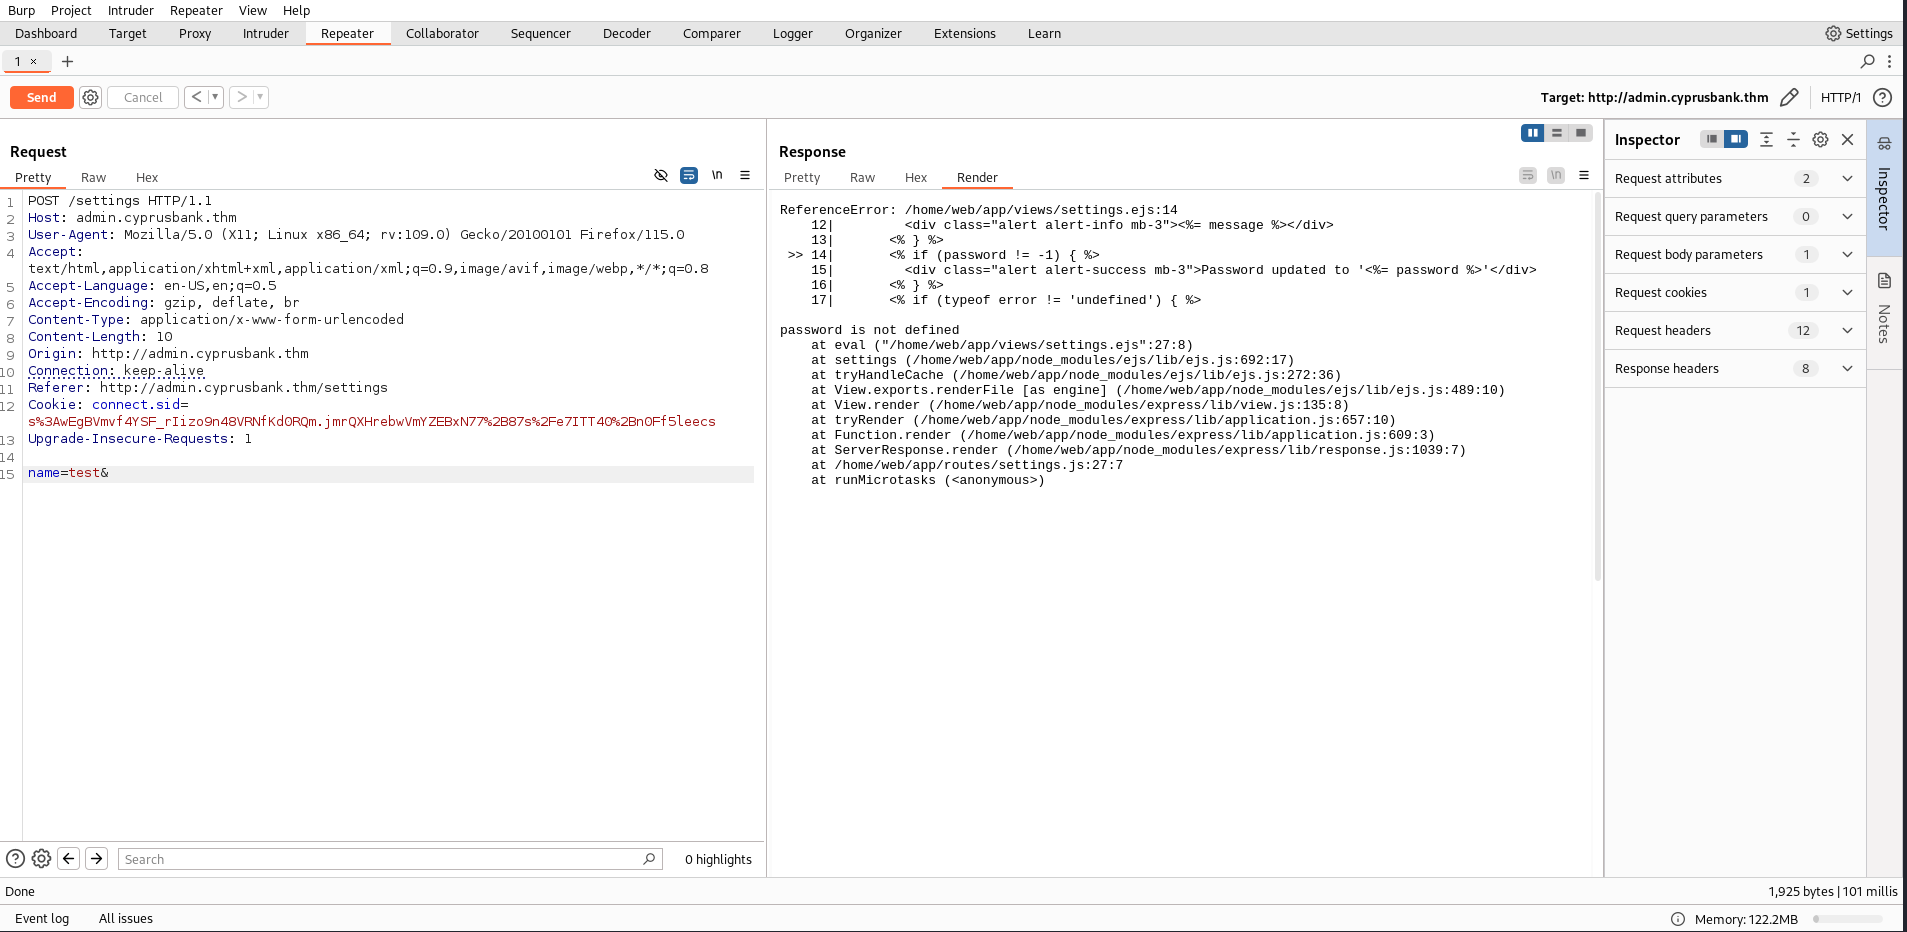 Burp Project Intruder Repeater View Help
Dashboard Target Proxy Intruder Repeater Collaborator Sequencer Decoder Comparer Logger Organizer Extensions Learn Settings
1 × +
Send Cancel < > Target: http://admin.cyprusbank.thm HTTP/1 ?
Request
Pretty Raw Hex \n
1 POST /settings HTTP/1.1
2 Host: admin.cyprusbank.thm
3 User-Agent: Mozilla/5.0 (X11; Linux x86_64; rv:109.0) Gecko/20100101 Firefox/115.0
4 Accept:
text/html,application/xhtml+xml,application/xml;q=0.9,image/avif,image/webp,*/*;q=0.8
5 Accept-Language: en-US,en;q=0.5
6 Accept-Encoding: gzip, deflate, br
7 Content-Type: application/x-www-form-urlencoded
8 Content-Length: 10
9 Origin: http://admin.cyprusbank.thm
10 Connection: keep-alive
11 Referer: http://admin.cyprusbank.thm/settings
12 Cookie: connect.sid=
s%3AwEgBVmvf4YSF_rIizo9n48VRNfKdORQm.jmrQXHrebwVmYZEBxN77%2B87s%2Fe7ITT40%2BnOFf5leecs
13 Upgrade-Insecure-Requests: 1
14
15 name=test&
Response
Pretty Raw Hex Render \n
ReferenceError: /home/web/app/views/settings.ejs:14
12| <div class="alert alert-info mb-3"><%= message %></div>
13| <% } %>
>> 14| <% if (password != -1) { %>
15| <div class="alert alert-success mb-3">Password updated to '<%= password %>'</div>
16| <% } %>
17| <% if (typeof error != 'undefined') { %>
password is not defined
at eval ("/home/web/app/views/settings.ejs":27:8)
at settings (/home/web/app/node_modules/ejs/lib/ejs.js:692:17)
at tryHandleCache (/home/web/app/node_modules/ejs/lib/ejs.js:272:36)
at View.exports.renderFile [as engine] (/home/web/app/node_modules/ejs/lib/ejs.js:489:10)
at View.render (/home/web/app/node_modules/express/lib/view.js:135:8)
at tryRender (/home/web/app/node_modules/express/lib/application.js:657:10)
at Function.render (/home/web/app/node_modules/express/lib/application.js:609:3)
at ServerResponse.render (/home/web/app/node_modules/express/lib/response.js:1039:7)
at /home/web/app/routes/settings.js:27:7
at runMicrotasks (<anonymous>)
Inspector
Request attributes 2
Request query parameters 0
Request body parameters 1
Request cookies 1
Request headers 12
Response headers 8
Inspector
Notes
? Search 0 highlights
Done 1,925 bytes | 101 millis
Event log All issues Memory: 122.2MB